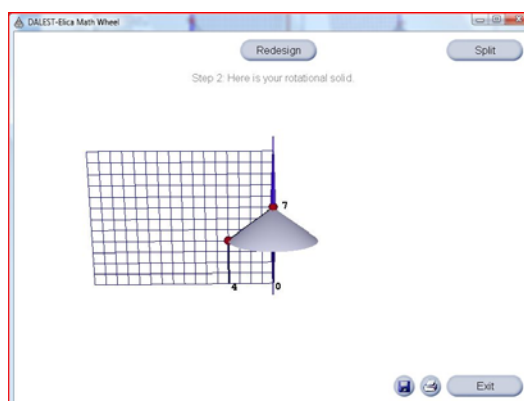 DALEST-Elica Math Wheel
Redesign
Split
Step 2: Here is your rotational solid.
7
4
0
Exit